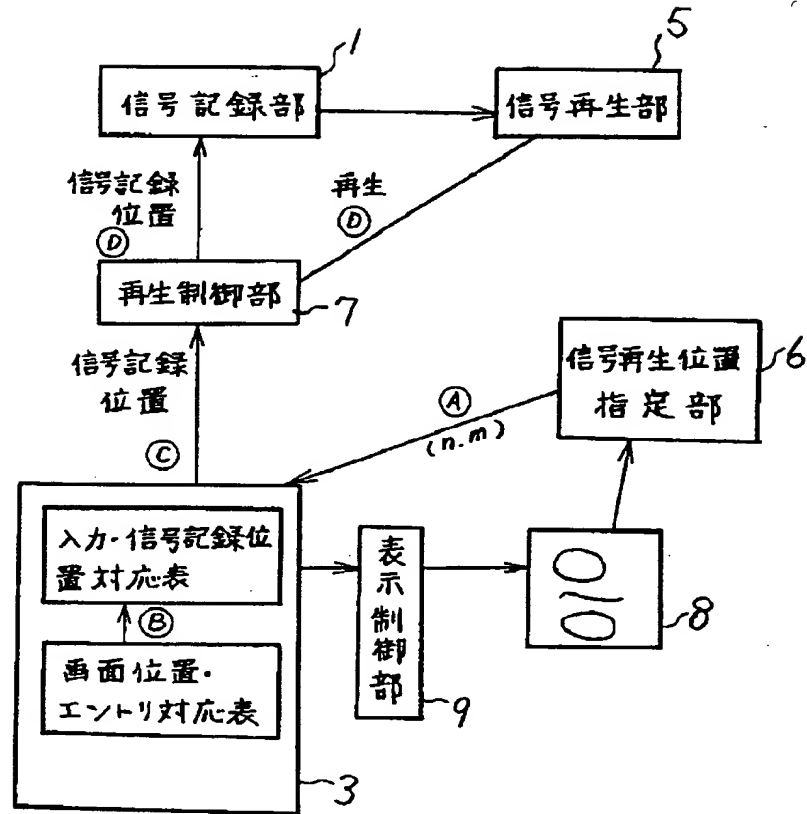 1
5
信号記録部
信号再生部
信号記録
位置
Ⓓ
再生
Ⓓ
再生制御部
7
信号記録
位置
Ⓒ
信号再生位置
指定部
6
Ⓐ
(n.m)
入力・信号記録位
置対応表
Ⓑ
画面位置・
エントリ対応表
3
表示制御部
9
8